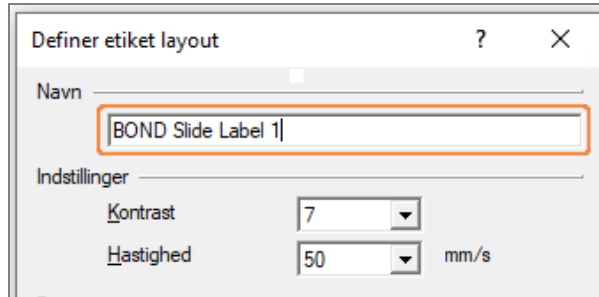 Definer etiket layout ? ×
Navn
BOND Slide Label 1
Indstillinger
Kontrast 7
Hastighed 50 mm/s